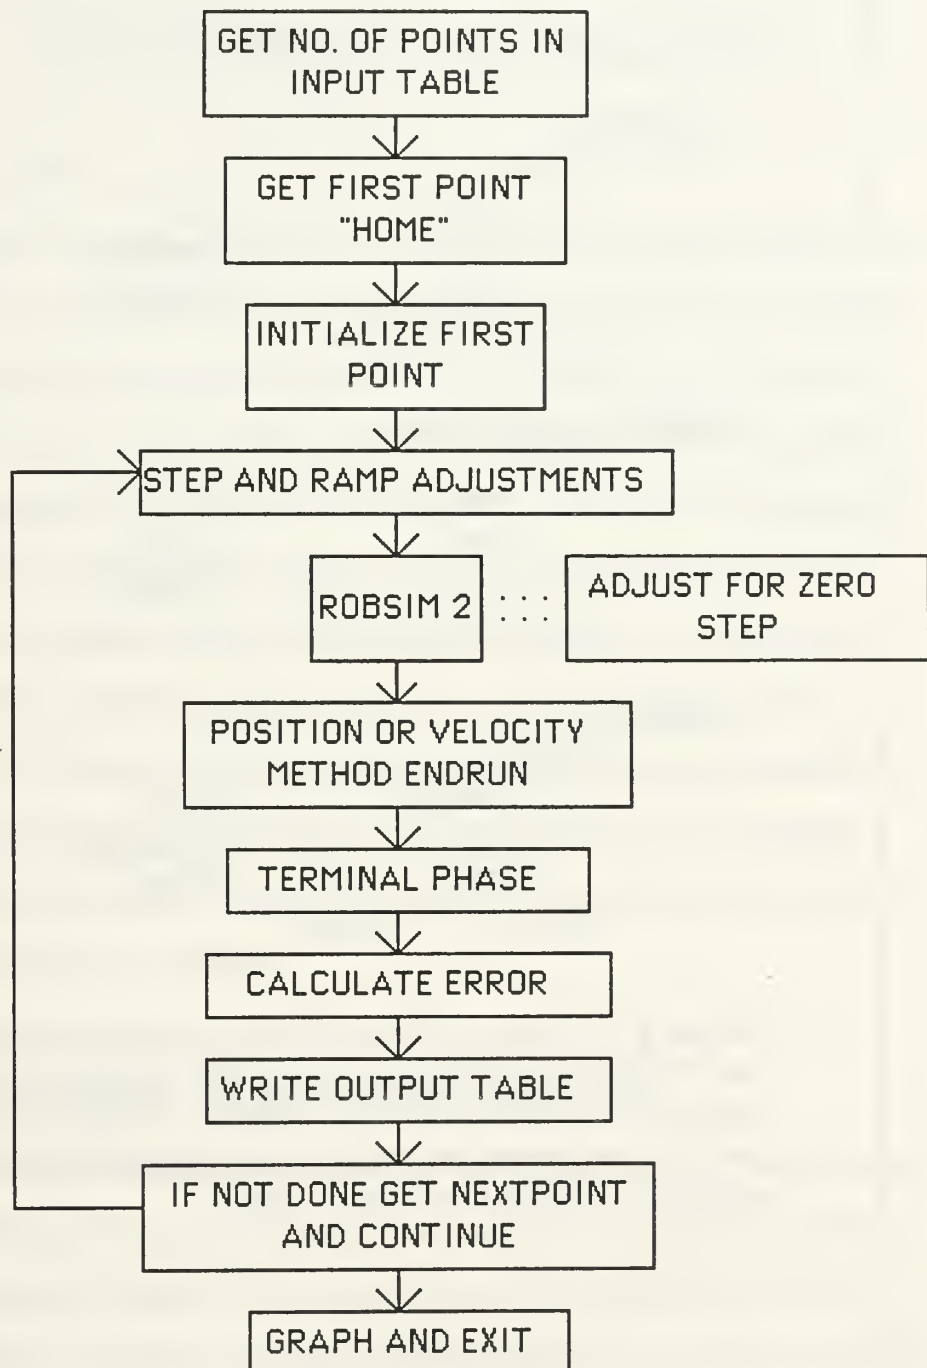 GET NO. OF POINTS IN
INPUT TABLE
GET FIRST POINT
"HOME"
INITIALIZE FIRST
POINT
STEP AND RAMP ADJUSTMENTS
ROBSIM 2
ADJUST FOR ZERO
STEP
POSITION OR VELOCITY
METHOD ENDRUN
TERMINAL PHASE
CALCULATE ERROR
WRITE OUTPUT TABLE
IF NOT DONE GET NEXTPOINT
AND CONTINUE
GRAPH AND EXIT